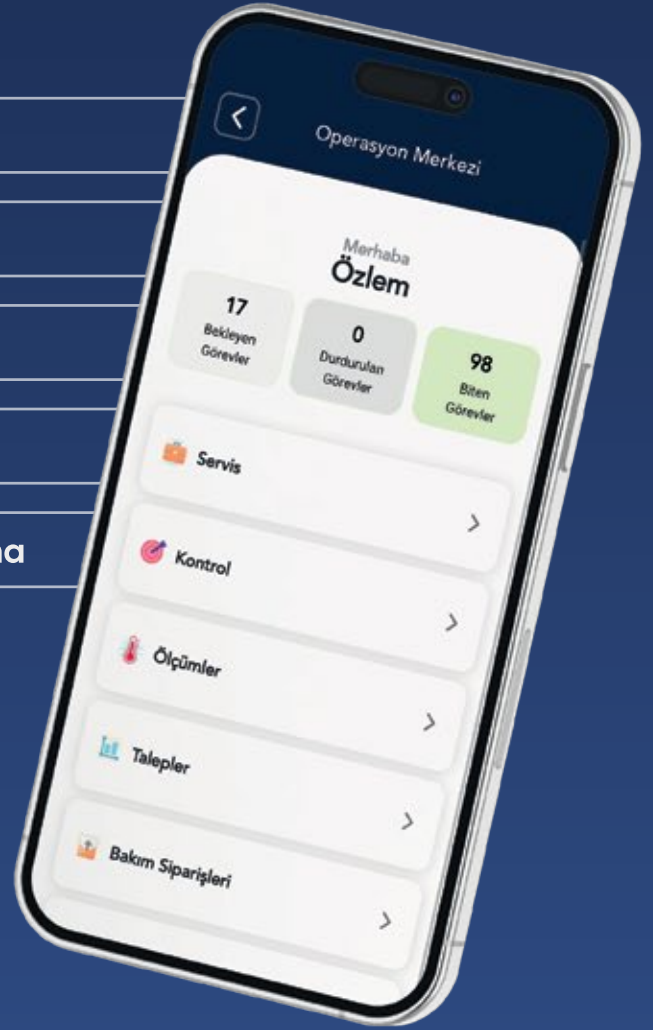 Operasyon Merkezi
Merhaba
Özlem
17
Bekleyen
Görevler
0
Durdurulan
Görevler
98
Biten
Görevler
Servis
Kontrol
Ölçümler
Talepler
Bakım Siparişleri